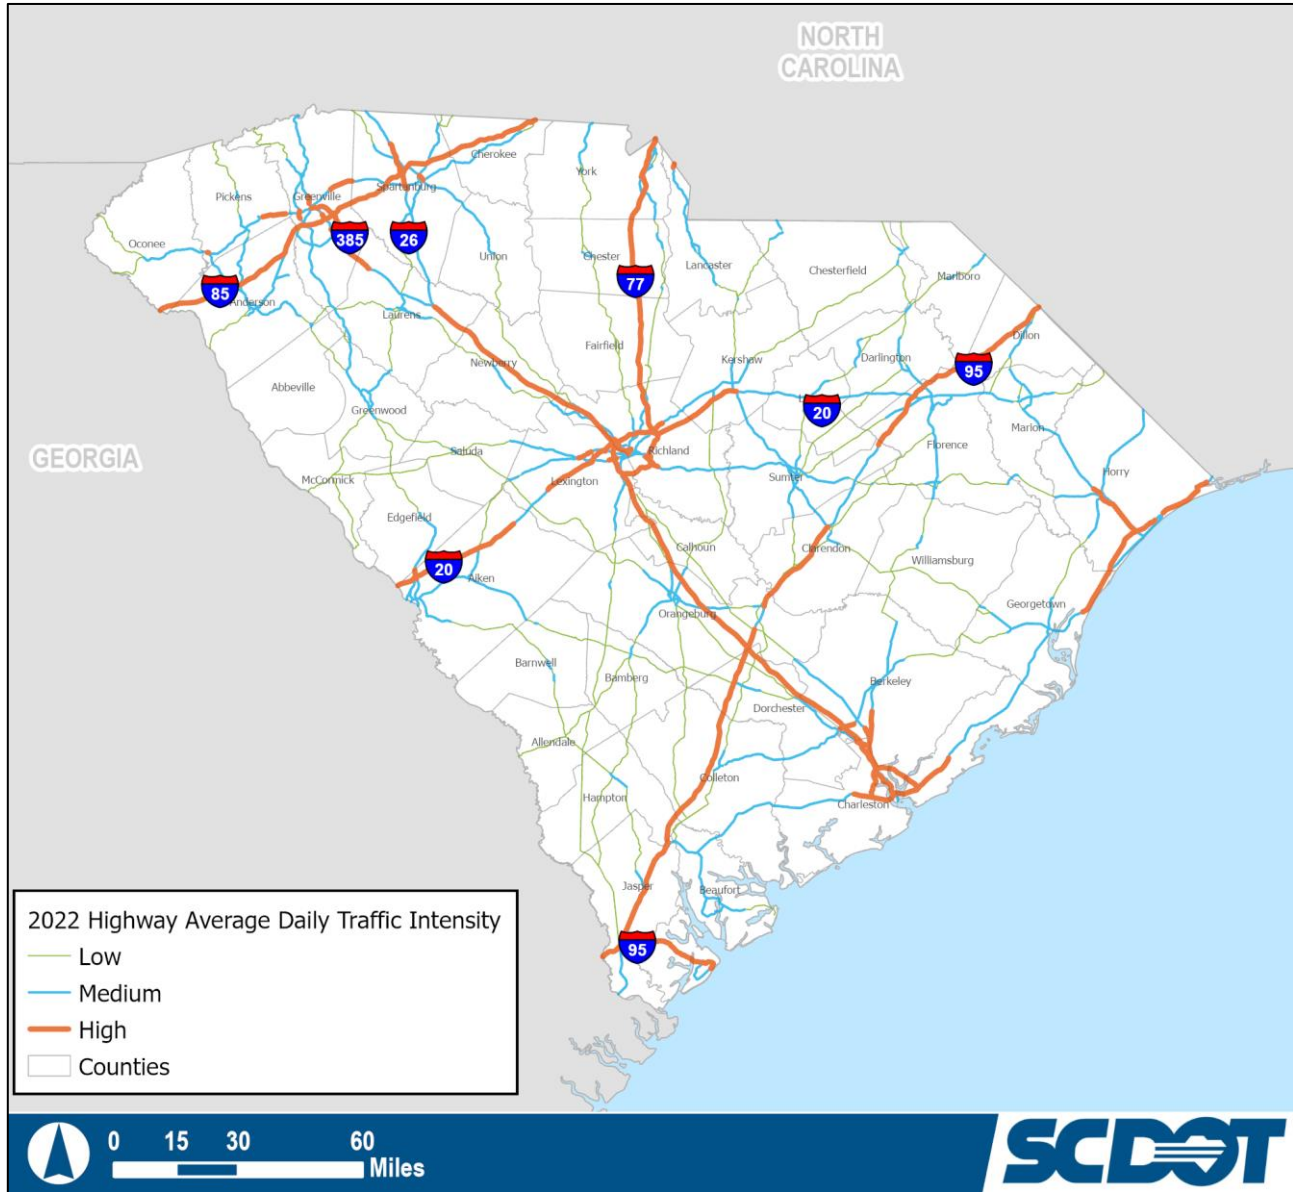 NORTH
CAROLINA
Cherokee
York
Spartanburg
Pickens
Greenville
Oconee
385
26
Union
Chester
77
Lancaster
Chesterfield
Marlboro
85
Anderson
Laurens
Dillon
Fairfield
Newberry
Kershaw
Darlington
95
Abbeville
Greenwood
20
Marion
GEORGIA
Saluda
Richland
Florence
McCormick
Lexington
Sumter
Horry
Edgefield
Calhoun
Clarendon
Williamsburg
20
Aiken
Orangeburg
Georgetown
Barnwell
Bamberg
Berkeley
Dorchester
Allendale
Colleton
Hampton
Charleston
Jasper
Beaufort
95
2022 Highway Average Daily Traffic Intensity
Low
Medium
High
Counties
0 15 30 60
Miles
SCDOT